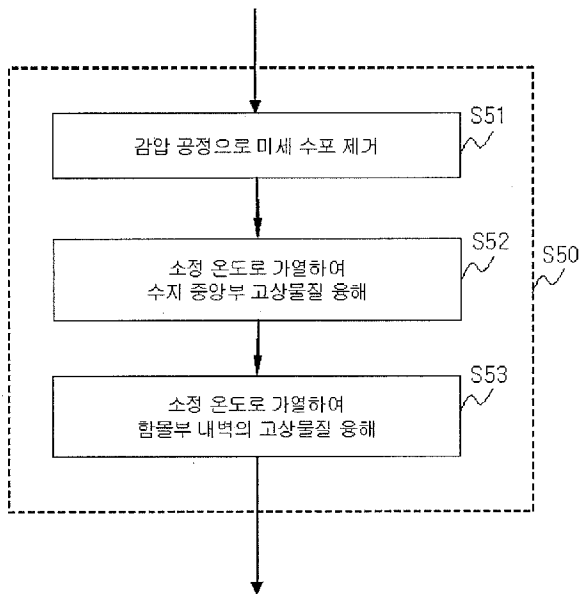 S51
감압 공정으로 미세 수포 제거
S52
소정 온도로 가열하여
수지 중앙부 고상물질 융해
S50
S53
소정 온도로 가열하여
함몰부 내벽의 고상물질 융해